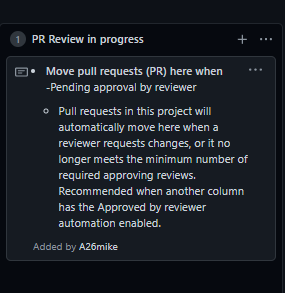 1 PR Review in progress
Move pull requests (PR) here when
-Pending approval by reviewer
Pull requests in this project will
automatically move here when a
reviewer requests changes, or it no
longer meets the minimum number of
required approving reviews.
Recommended when another column
has the Approved by reviewer
automation enabled.
Added by A26mike